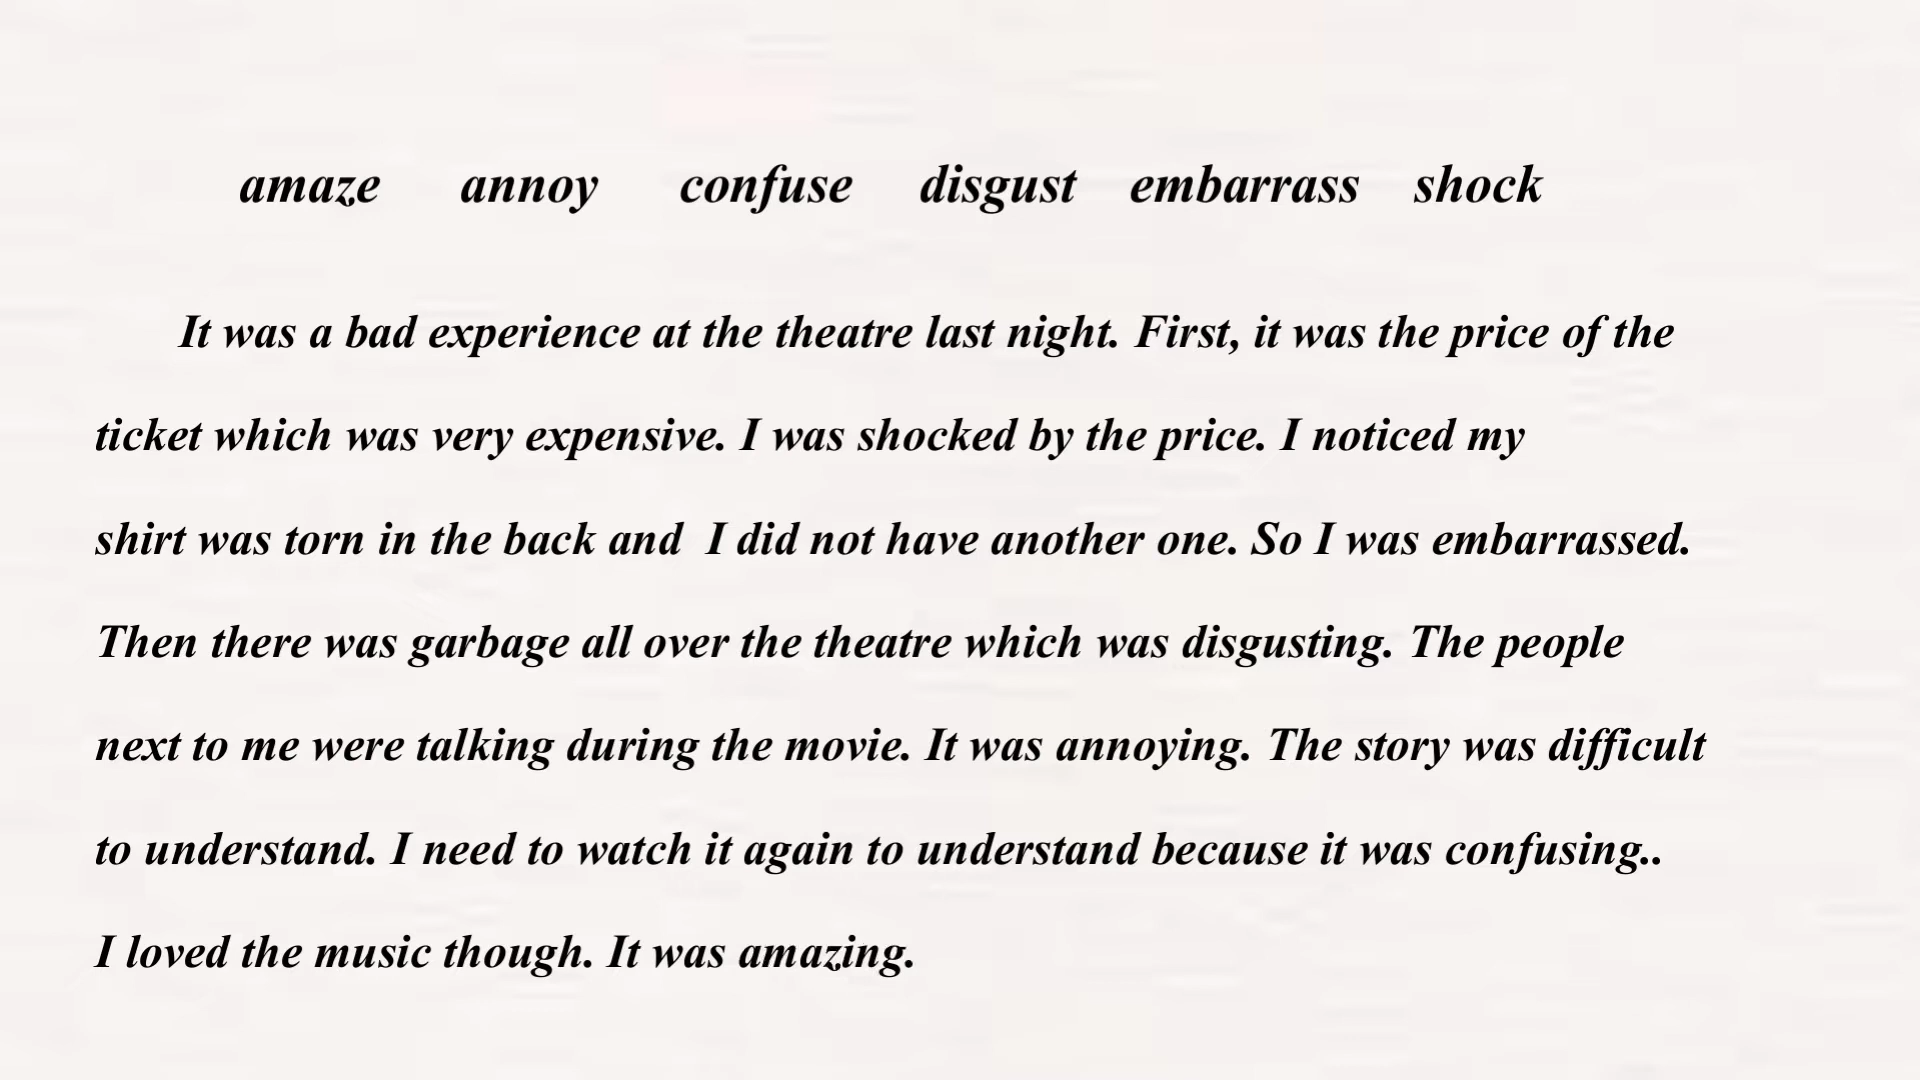 amaze annoy confuse disgust embarrass shock
It was a bad experience at the theatre last night. First, it was the price of the
ticket which was very expensive. I was shocked by the price. I noticed my
shirt was torn in the back and  I did not have another one. So I was embarrassed.
Then there was garbage all over the theatre which was disgusting. The people
next to me were talking during the movie. It was annoying. The story was difficult
to understand. I need to watch it again to understand because it was confusing..
I loved the music though. It was amazing.